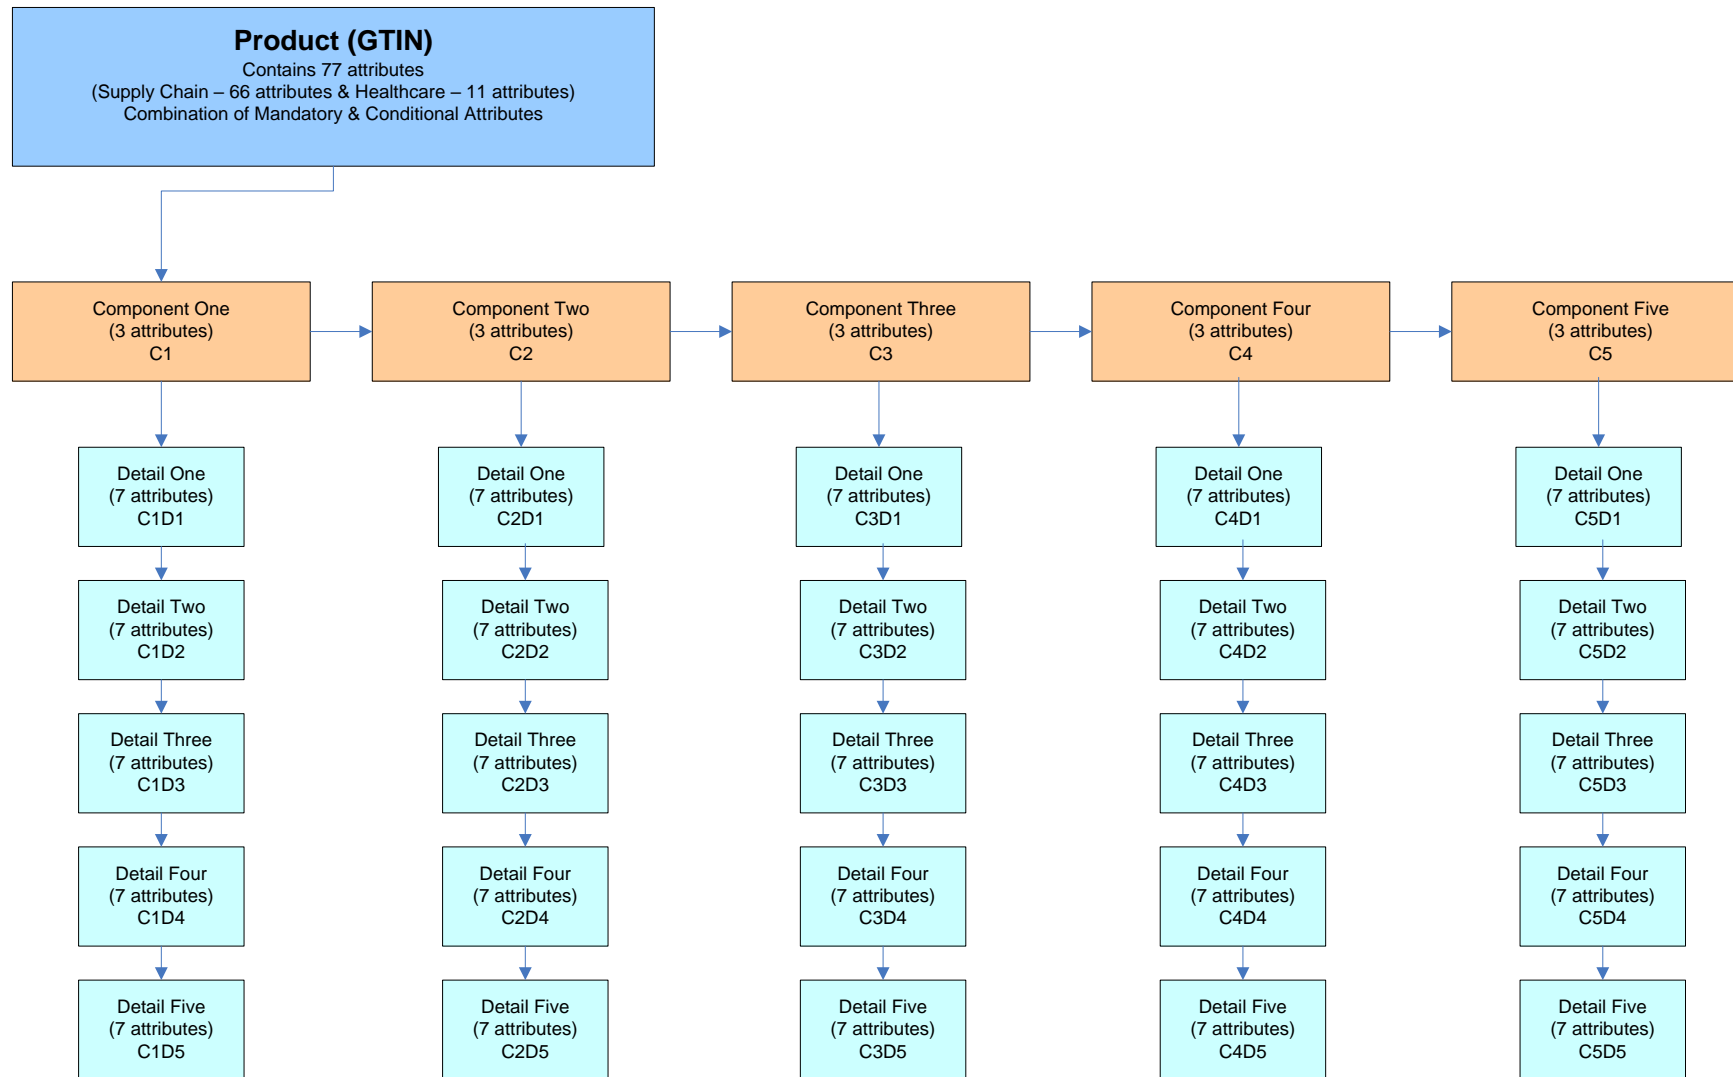 Product (GTIN)
Contains 77 attributes
(Supply Chain – 66 attributes & Healthcare – 11 attributes)
Combination of Mandatory & Conditional Attributes
Component One
(3 attributes)
C1
Component Two
(3 attributes)
C2
Component Three
(3 attributes)
C3
Component Four
(3 attributes)
C4
Component Five
(3 attributes)
C5
Detail One
(7 attributes)
C1D1
Detail One
(7 attributes)
C2D1
Detail One
(7 attributes)
C3D1
Detail One
(7 attributes)
C4D1
Detail One
(7 attributes)
C5D1
Detail Two
(7 attributes)
C1D2
Detail Two
(7 attributes)
C2D2
Detail Two
(7 attributes)
C3D2
Detail Two
(7 attributes)
C4D2
Detail Two
(7 attributes)
C5D2
Detail Three
(7 attributes)
C1D3
Detail Three
(7 attributes)
C2D3
Detail Three
(7 attributes)
C3D3
Detail Three
(7 attributes)
C4D3
Detail Three
(7 attributes)
C5D3
Detail Four
(7 attributes)
C1D4
Detail Four
(7 attributes)
C2D4
Detail Four
(7 attributes)
C3D4
Detail Four
(7 attributes)
C4D4
Detail Four
(7 attributes)
C5D4
Detail Five
(7 attributes)
C1D5
Detail Five
(7 attributes)
C2D5
Detail Five
(7 attributes)
C3D5
Detail Five
(7 attributes)
C4D5
Detail Five
(7 attributes)
C5D5